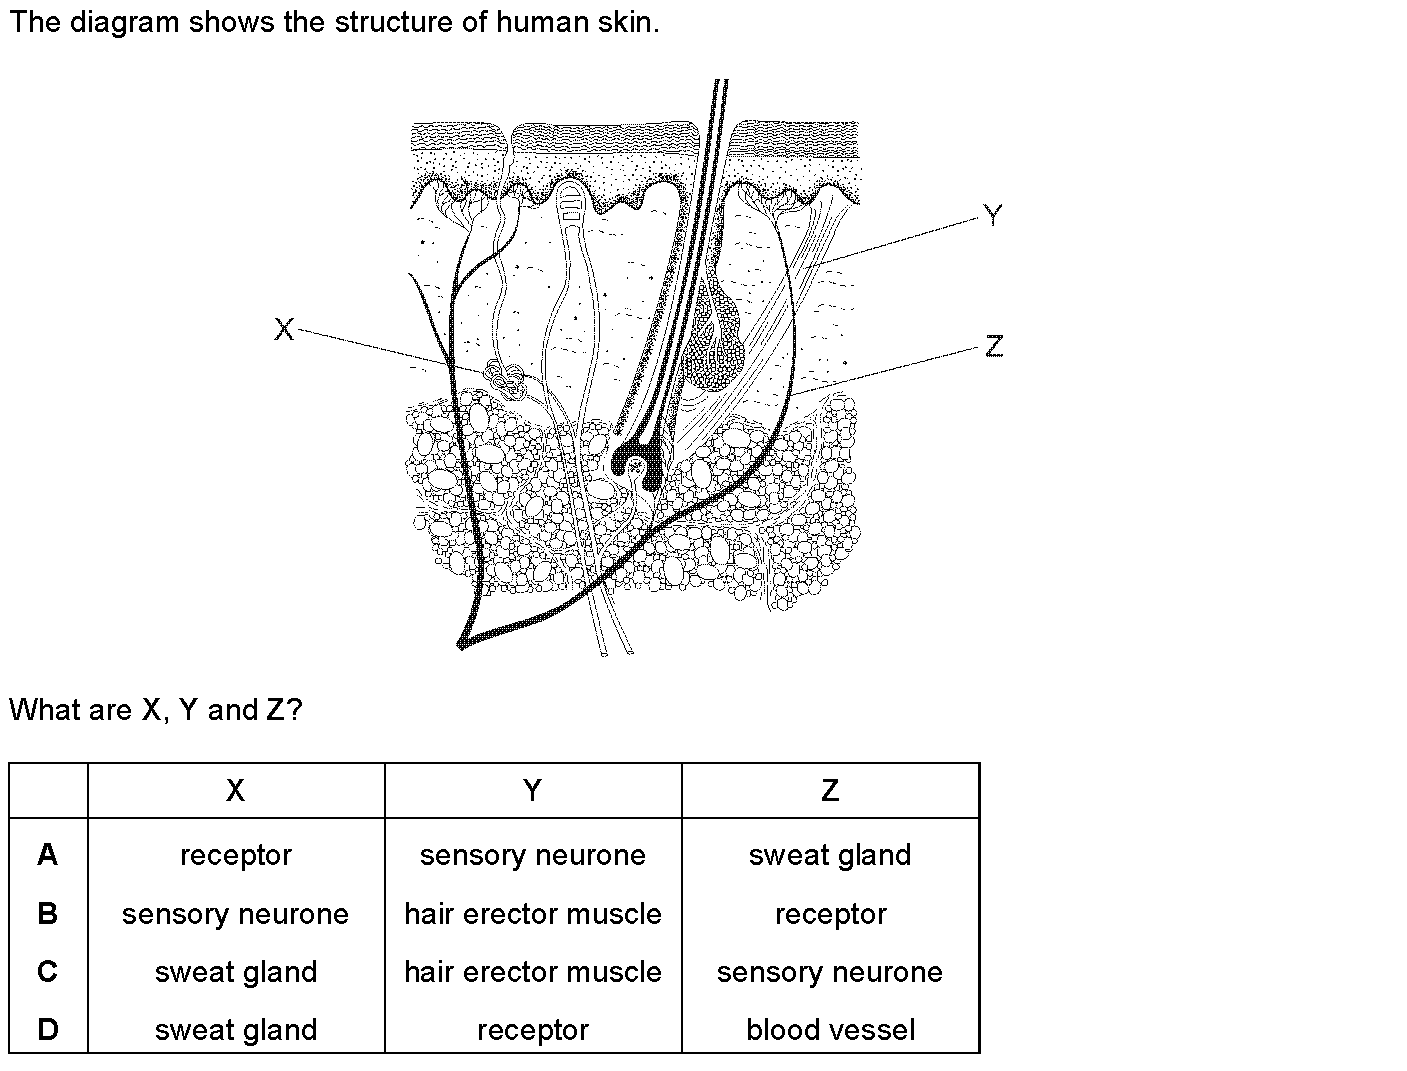 The diagram shows the structure of human skin.
Y
X
Z
What are X, Y and Z?
X Y Z
A receptor sensory neurone sweat gland
B sensory neurone hair erector muscle receptor
C sweat gland hair erector muscle sensory neurone
D sweat gland receptor blood vessel